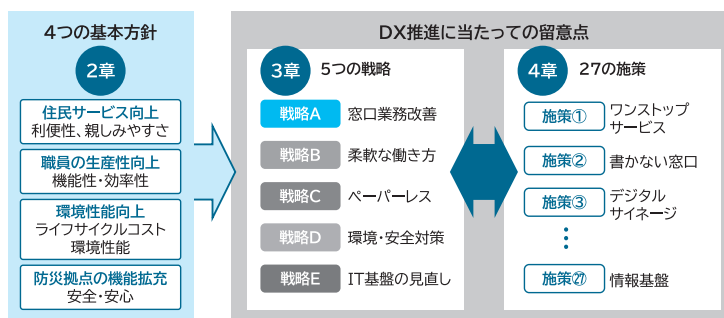 4つの基本方針
2章
住民サービス向上
利便性、親しみやすさ
職員の生産性向上
機能性・効率性
環境性能向上
ライフサイクルコスト
環境性能
防災拠点の機能拡充
安全・安心
DX推進に当たっての留意点
3章
5つの戦略
戦略A
窓口業務改善
戦略B
柔軟な働き方
戦略C
ペーパーレス
戦略D
環境・安全対策
戦略E
IT基盤の見直し
4章
27の施策
施策①
ワンストップ
サービス
施策②
書かない窓口
施策③
デジタル
サイネージ
施策㉗
情報基盤